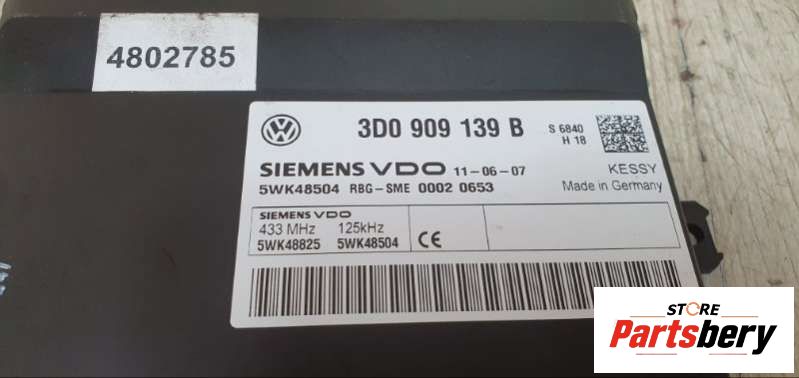 4802785
3D0 909 139 B
S 6840
H 18
SIEMENS VDO 11-06-07
KESSY
5WK48504 RBG-SME 0002 0653
Made in Germany
SIEMENS VDO
433 MHz 125kHz
5WK48825 5WK48504
CE
STORE
Partsbery